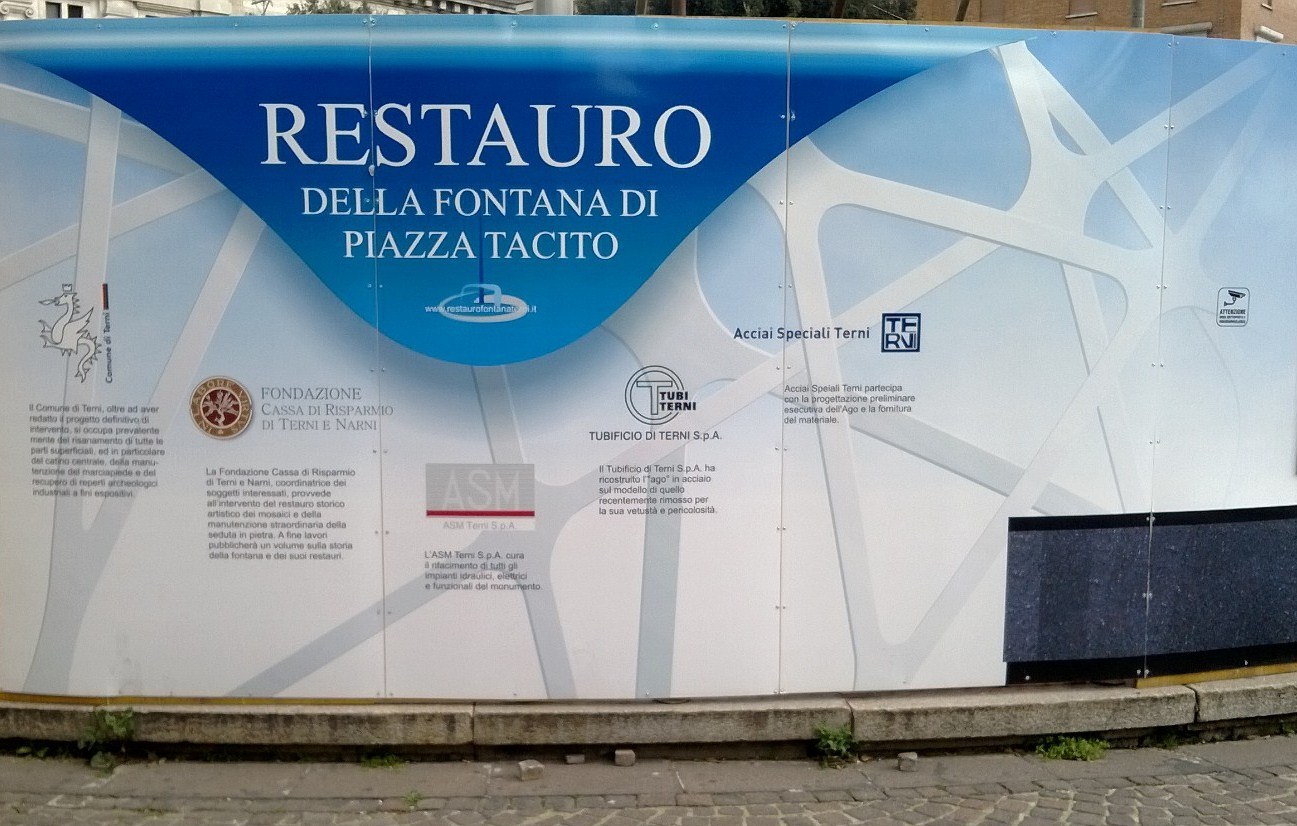 RESTAURO
DELLA FONTANA DI
PIAZZA TACITO
www.restaurofontanaterni.it
Comune di Terni
Il Comune di Terni, oltre ad aver
redatto il progetto definitivo di
intervento, si occupa prevalente
mente del risanamento di tutte le
parti superficiali, ed in particolare
del catino centrale, della manu-
tenzione del marciapiede e del
recupero di reperti archeologici
industriali a fini espositivi.
FONDAZIONE
CASSA DI RISPARMIO
DI TERNI E NARNI
La Fondazione Cassa di Risparmio
di Terni e Narni, coordinatrice dei
soggetti interessati, provvede
all'intervento del restauro storico
artistico dei mosaici e della
manutenzione straordinaria della
seduta in pietra. A fine lavori
pubblicherà un volume sulla storia
della fontana e dei suoi restauri.
ASM
ASM Terni S.p.A.
L'ASM Terni S.p.A. cura
il rifacimento di tutti gli
impianti idraulici, elettrici
e funzionali del monumento.
TUBI
TERNI
TUBIFICIO DI TERNI S.p.A.
Il Tubificio di Terni S.p.A. ha
ricostruito l'"ago" in acciaio
sul modello di quello
recentemente rimosso per
la sua vetustà e pericolosità.
Acciai Speciali Terni
TE
RNI
Acciai Speiali Terni partecipa
con la progettazione preliminare
esecutiva dell'Ago e la fornitura
del materiale.
ATTENZIONE